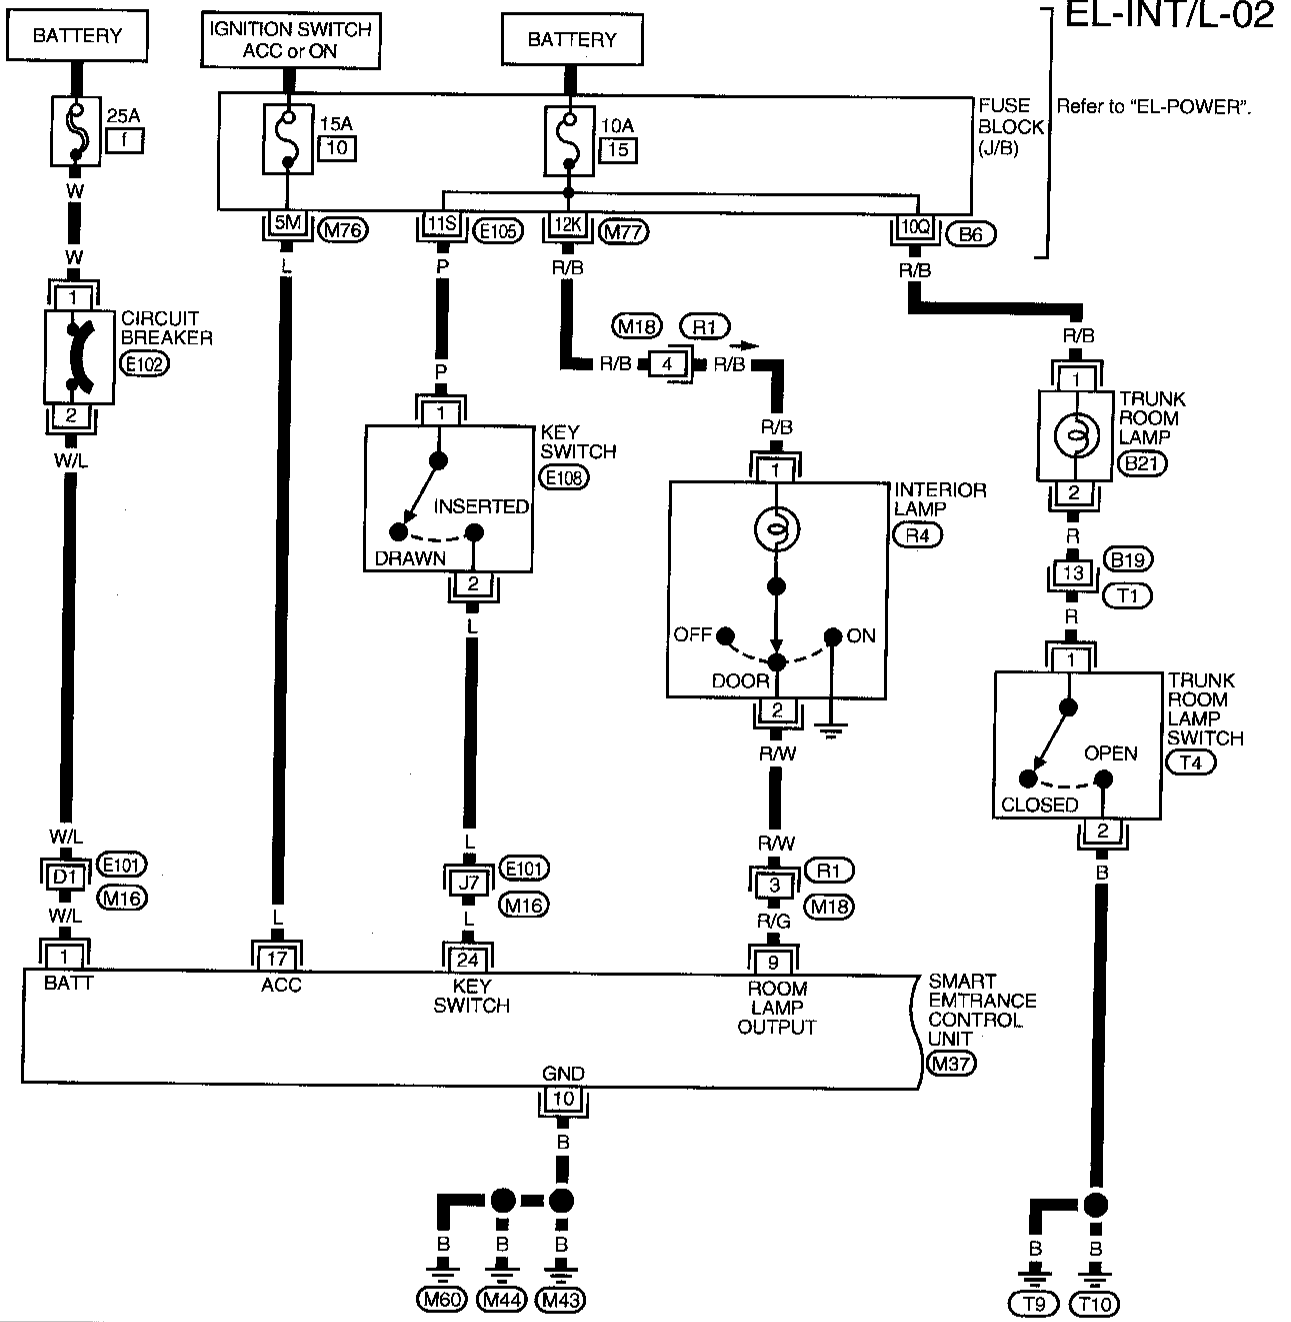 EL-INT/L-02
BATTERY
IGNITION SWITCH
ACC or ON
BATTERY
25A
f
15A
10
10A
15
FUSE
BLOCK
(J/B)
Refer to "EL-POWER".
W
5M
M76
11S
E105
12K
M77
10Q
B6
W
L
P
R/B
R/B
1
CIRCUIT
BREAKER
E102
2
W/L
M18
R1
R/B
4
R/B
R/B
P
1
KEY
SWITCH
E108
INSERTED
DRAWN
2
L
R/B
1
INTERIOR
LAMP
R4
OFF
ON
DOOR
2
R/W
1
TRUNK
ROOM
LAMP
B21
2
R
13
B19
T1
R
1
TRUNK
ROOM
LAMP
SWITCH
T4
OPEN
CLOSED
2
B
W/L
D1
E101
M16
W/L
L
L
J7
E101
M16
L
R/W
3
R1
M18
R/G
1
17
24
9
BATT
ACC
KEY
SWITCH
ROOM
LAMP
OUTPUT
SMART
EMTRANCE
CONTROL
UNIT
M37
GND
10
B
B
B
B
B
B
M60
M44
M43
T9
T10